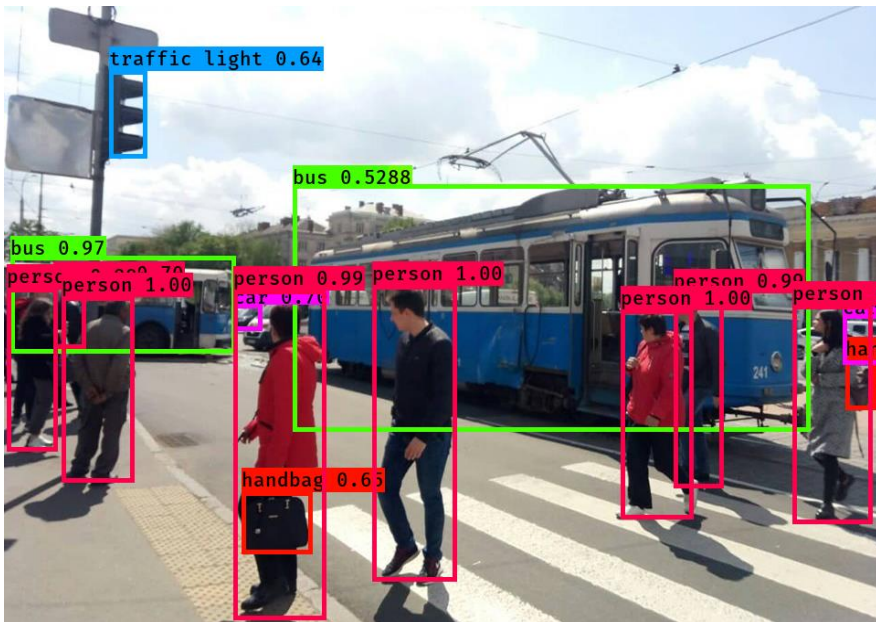 traffic light 0.64
bus 0.5288
bus 0.97
person 0.99
person 1.00
person 0.99
person 1.00
person 1.00
person
car 0.70
handbag 0.65
241